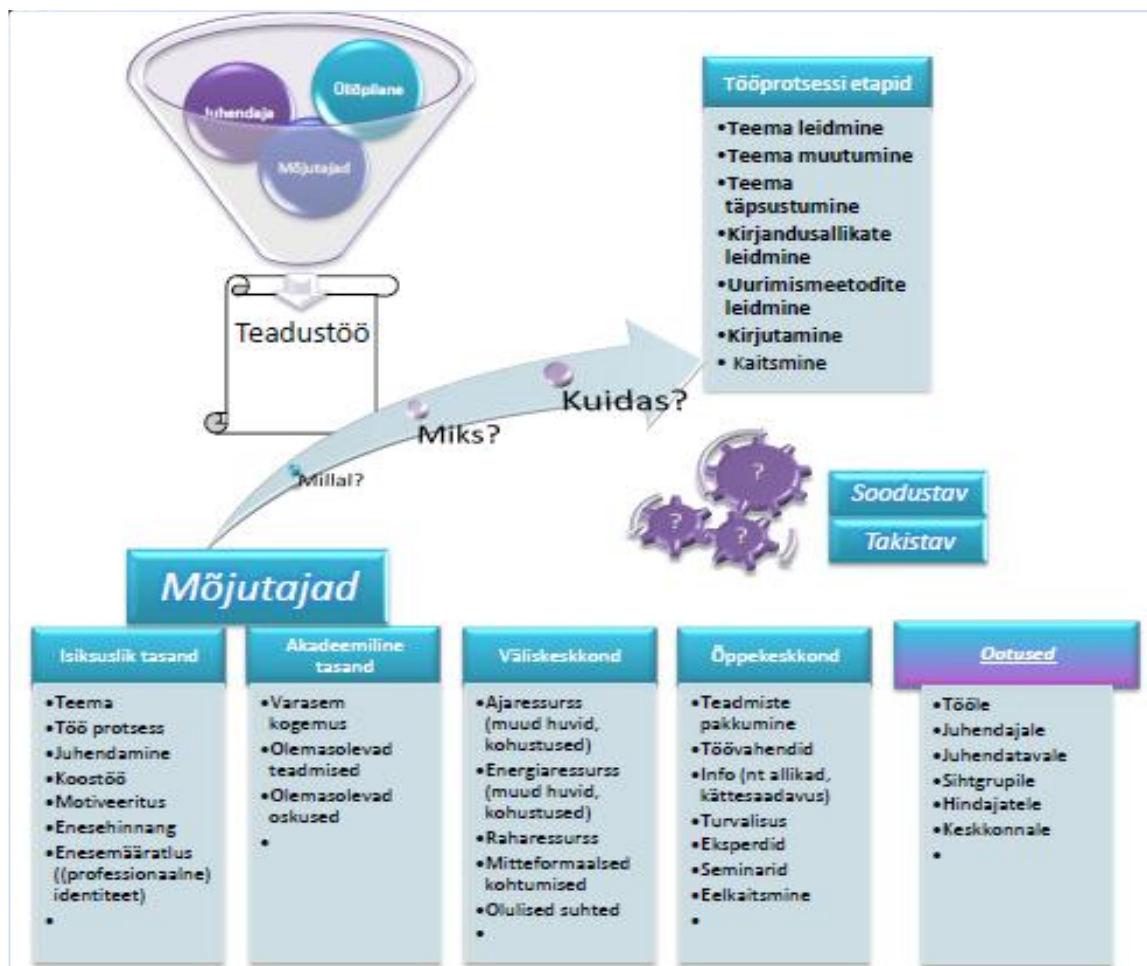 Üliõpilane
Juhendaja
Mõjutajad
Teadustöö
Tööprotsessi etapid
•Teema leidmine
•Teema muutumine
•Teema
täpsustumine
•Kirjandusallikate
leidmine
•Uurimismeetodite
leidmine
•Kirjutamine
• Kaitsmine
Kuidas?
Miks?
Millal?
?
?
?
Soodustav
Takistav
Mõjutajad
Isiksuslik tasand
•Teema
•Töö protsess
•Juhendamine
•Koostöö
•Motiveeritus
•Enesehinnang
•Enesemääratlus
((professionaalne)
identiteet)
•
Akadeemiline
tasand
•Varasem
kogemus
•Olemasolevad
teadmised
•Olemasolevad
oskused
•
Väliskeskkond
•Ajaressurss
(muud huvid,
kohustused)
•Energiaressurss
(muud huvid,
kohustused)
•Raharessurss
•Mitteformaalsed
kohtumised
•Olulised suhted
•
Õppekeskkond
•Teadmiste
pakkumine
•Töövahendid
•Info (nt allikad,
kättesaadavus)
•Turvalisus
•Eksperdid
•Seminarid
•Eelkaitsmine
•
Ootused
•Tööle
•Juhendajale
•Juhendatavale
•Sihtgrupile
•Hindajatele
•Keskkonnale
•